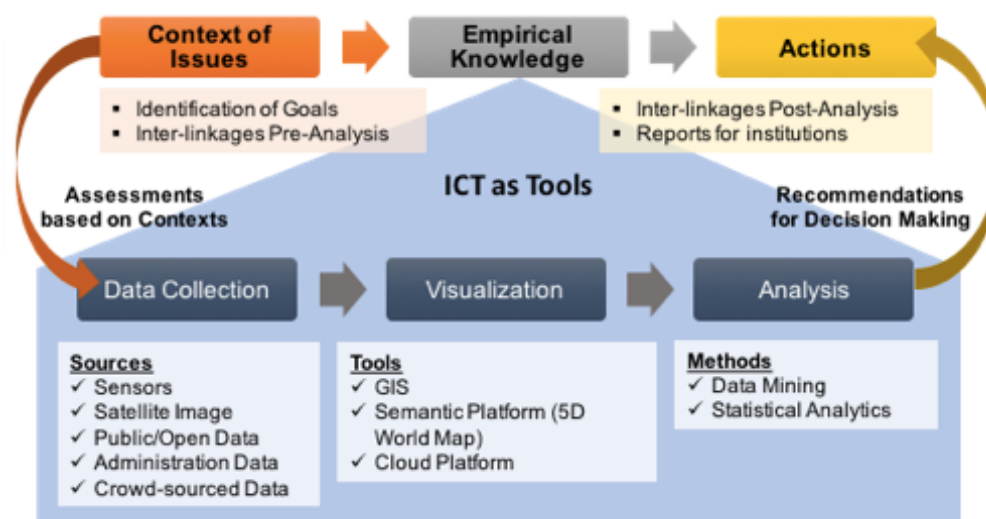 Context of
Issues
Empirical
Knowledge
Actions
▪ Identification of Goals
▪ Inter-linkages Pre-Analysis
▪ Inter-linkages Post-Analysis
▪ Reports for institutions
ICT as Tools
Assessments
based on Contexts
Recommendations
for Decision Making
Data Collection
Visualization
Analysis
Sources
✓ Sensors
✓ Satellite Image
✓ Public/Open Data
✓ Administration Data
✓ Crowd-sourced Data
Tools
✓ GIS
✓ Semantic Platform (5D
World Map)
✓ Cloud Platform
Methods
✓ Data Mining
✓ Statistical Analytics